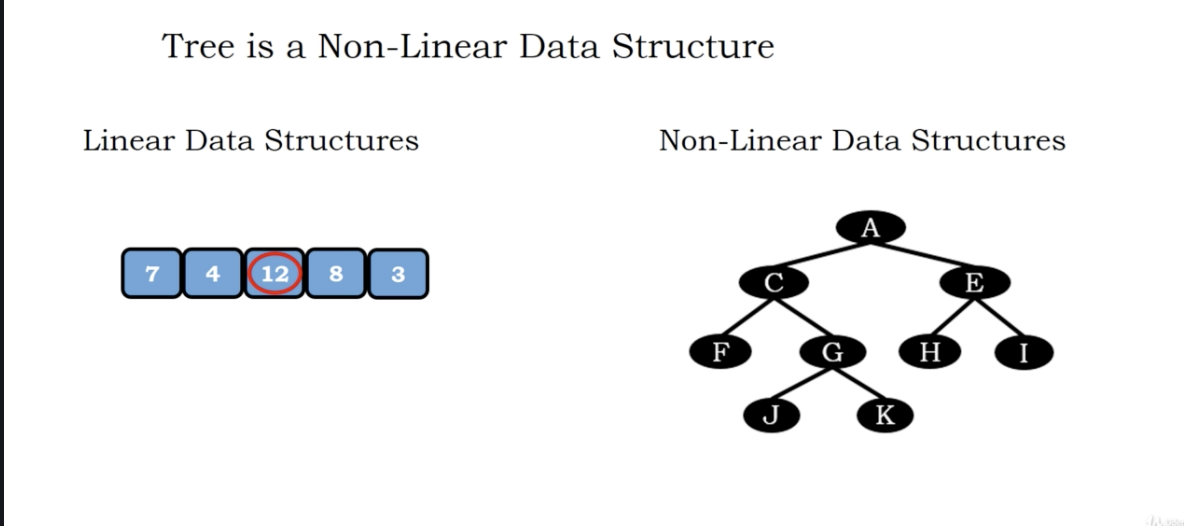 Tree is a Non-Linear Data Structure
Linear Data Structures
Non-Linear Data Structures
7 4 12 8 3
A
C E
F G H I
J K